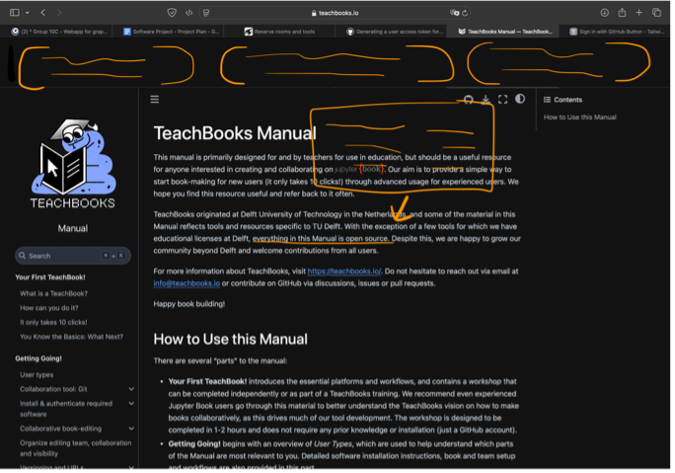 teachbooks.io
(2) * Group 10C - Webapp for grap...
Software Project - Project Plan - G...
Reserve rooms and tools
Generating a user access token for...
TeachBooks Manual — TeachBook...
Sign in with GitHub Button - Tailwi...
Contents
How to Use this Manual
TEACHBOOKS
Manual
Search
+ K
Your First TeachBook!
What is a TeachBook?
How can you do it?
It only takes 10 clicks!
You Know the Basics: What Next?
Getting Going!
User types
Collaboration tool: Git
Install & authenticate required
software
Collaborative book-editing
Organize editing team, collaboration
and visibility
Versioning and URLs
TeachBooks Manual
This manual is primarily designed for and by teachers for use in education, but should be a useful resource
for anyone interested in creating and collaborating on jupyter {book}. Our aim is to provide a simple way to
start book-making for new users (it only takes 10 clicks!) through advanced usage for experienced users. We
hope you find this resource useful and refer back to it often.
TeachBooks originated at Delft University of Technology in the Netherlands, and some of the material in this
Manual reflects tools and resources specific to TU Delft. With the exception of a few tools for which we have
educational licenses at Delft, everything in this Manual is open source. Despite this, we are happy to grow our
community beyond Delft and welcome contributions from all users.
For more information about TeachBooks, visit https://teachbooks.io/. Do not hesitate to reach out via email at
info@teachbooks.io or contribute on GitHub via discussions, issues or pull requests.
Happy book building!
How to Use this Manual
There are several "parts" to the manual:
• Your First TeachBook! introduces the essential platforms and workflows, and contains a workshop that
can be completed independently or as part of a TeachBooks training. We recommend even experienced
Jupyter Book users go through this material to better understand the TeachBooks vision on how to make
books collaboratively, as this drives much of our tool development. The workshop is designed to be
completed in 1-2 hours and does not require any prior knowledge or installation (just a GitHub account).
• Getting Going! begins with an overview of User Types, which are used to help understand which parts
of the Manual are most relevant to you. Detailed software installation instructions, book and team setup
and workflows are also provided in this part.